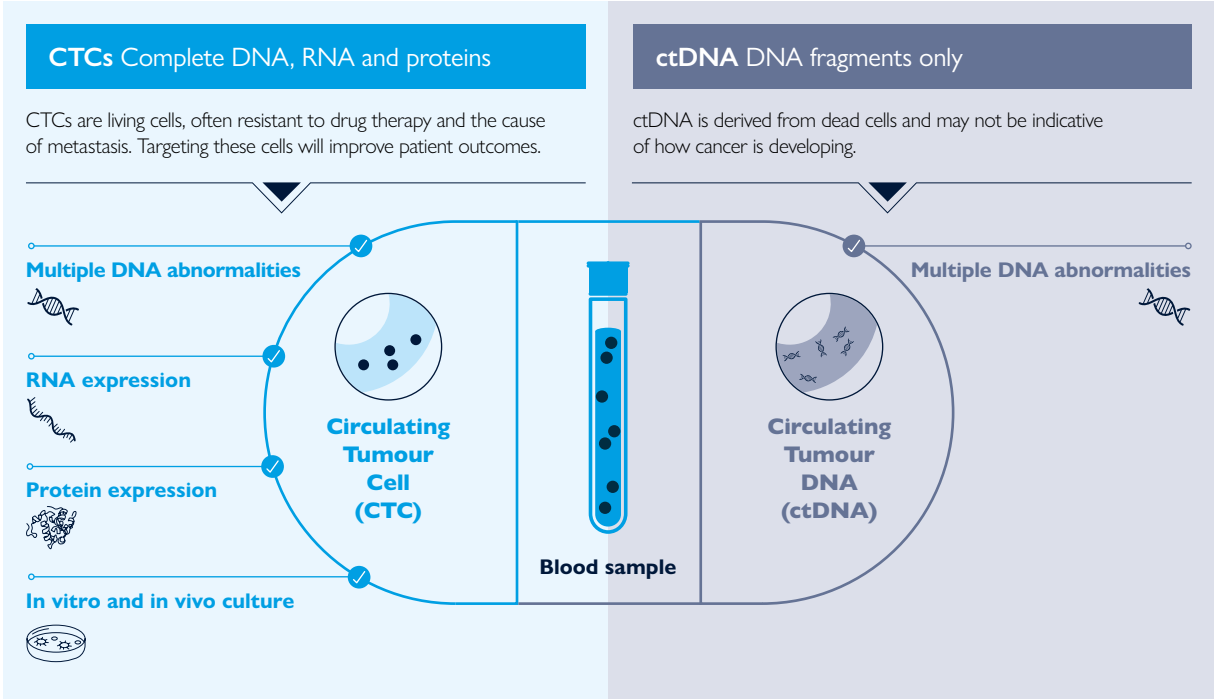 CTCs Complete DNA, RNA and proteins
CTCs are living cells, often resistant to drug therapy and the cause
of metastasis. Targeting these cells will improve patient outcomes.
Multiple DNA abnormalities
RNA expression
Protein expression
In vitro and in vivo culture
Circulating
Tumour
Cell
(CTC)
Blood sample
ctDNA DNA fragments only
ctDNA is derived from dead cells and may not be indicative
of how cancer is developing.
Circulating
Tumour
DNA
(ctDNA)
Multiple DNA abnormalities